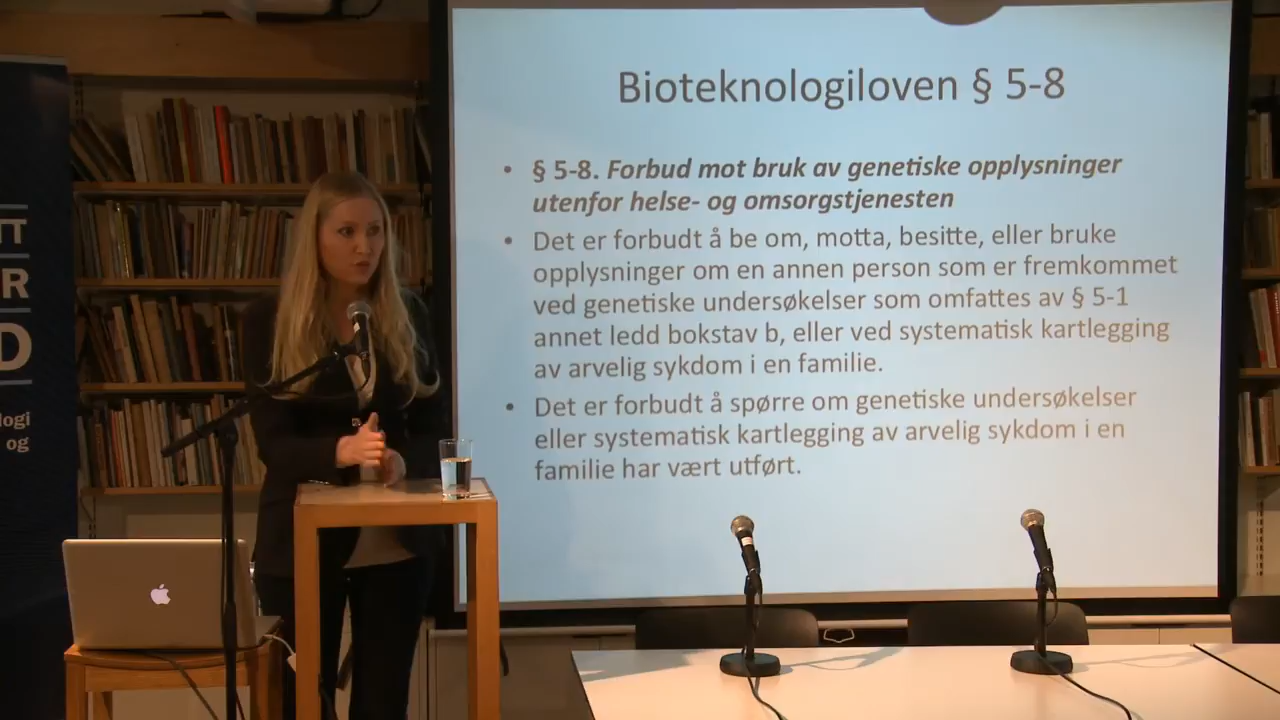 Bioteknologiloven § 5-8
• § 5-8. Forbud mot bruk av genetiske opplysninger
utenfor helse- og omsorgstjenesten
• Det er forbudt å be om, motta, besitte, eller bruke
opplysninger om en annen person som er fremkommet
ved genetiske undersøkelser som omfattes av § 5-1
annet ledd bokstav b, eller ved systematisk kartlegging
av arvelig sykdom i en familie.
• Det er forbudt å spørre om genetiske undersøkelser
eller systematisk kartlegging av arvelig sykdom i en
familie har vært utført.
TT
R
D
logi
og